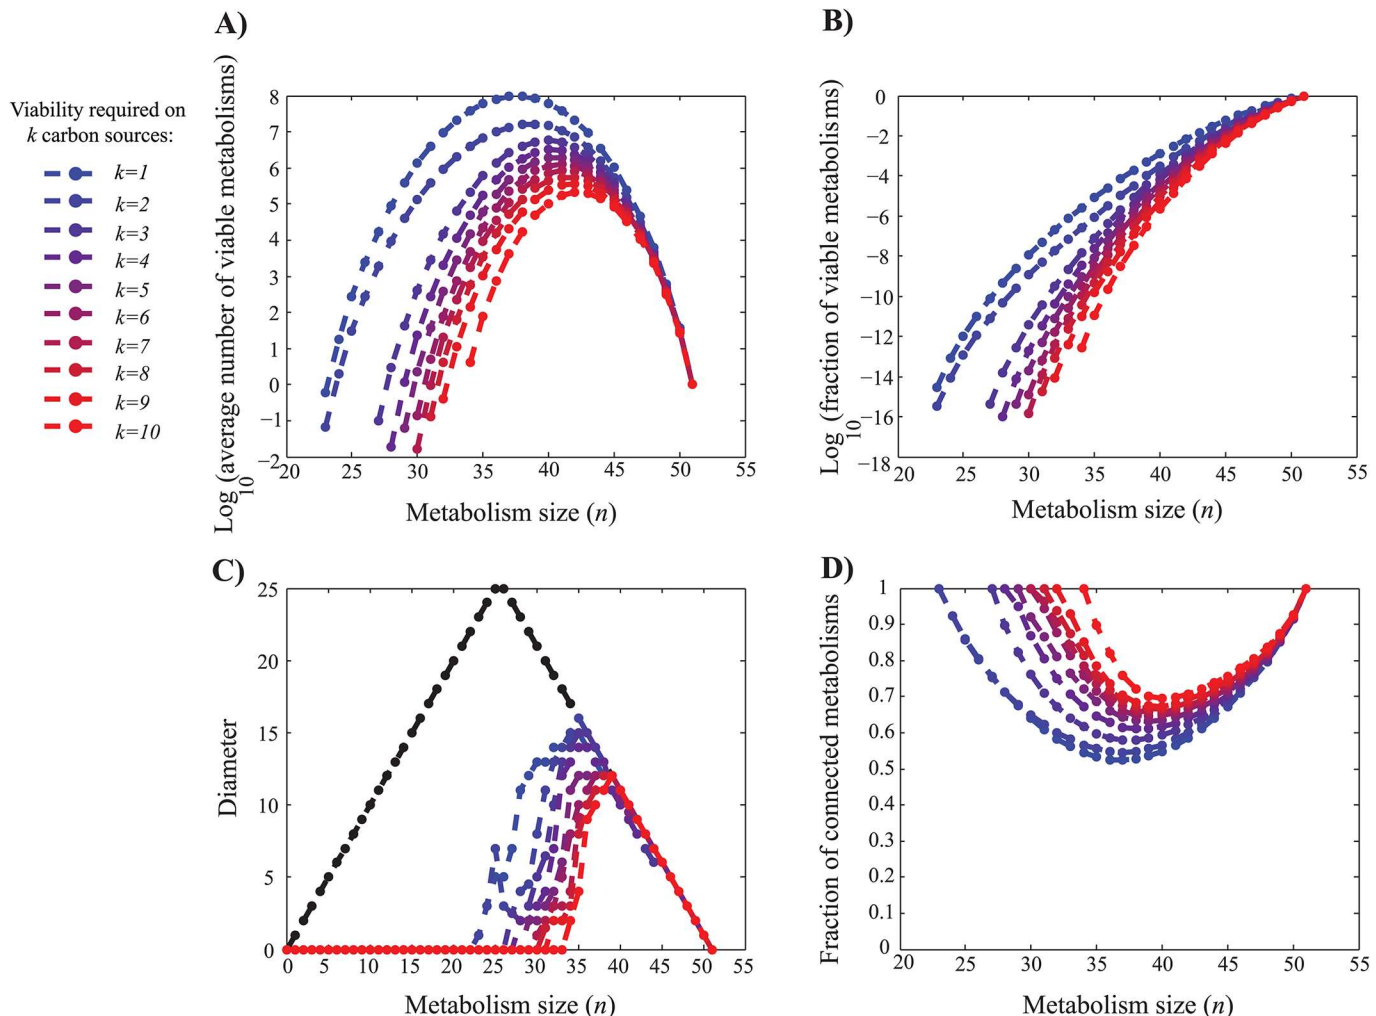 A)
B)
Viability required on
k carbon sources:
k=1
k=2
k=3
k=4
k=5
k=6
k=7
k=8
k=9
k=10
Log10 (average number of viable metabolisms)
8
7
6
5
4
3
2
1
0
−1
−2
20 25 30 35 40 45 50 55
Metabolism size (n)
Log10 (fraction of viable metabolisms)
0
−2
−4
−6
−8
−10
−12
−14
−16
−18
20 25 30 35 40 45 50 55
Metabolism size (n)
C)
D)
Diameter
25
20
15
10
5
0
0 5 10 15 20 25 30 35 40 45 50 55
Metabolism size (n)
Fraction of connected metabolisms
1
0.9
0.8
0.7
0.6
0.5
0.4
0.3
0.2
0.1
0
20 25 30 35 40 45 50 55
Metabolism size (n)